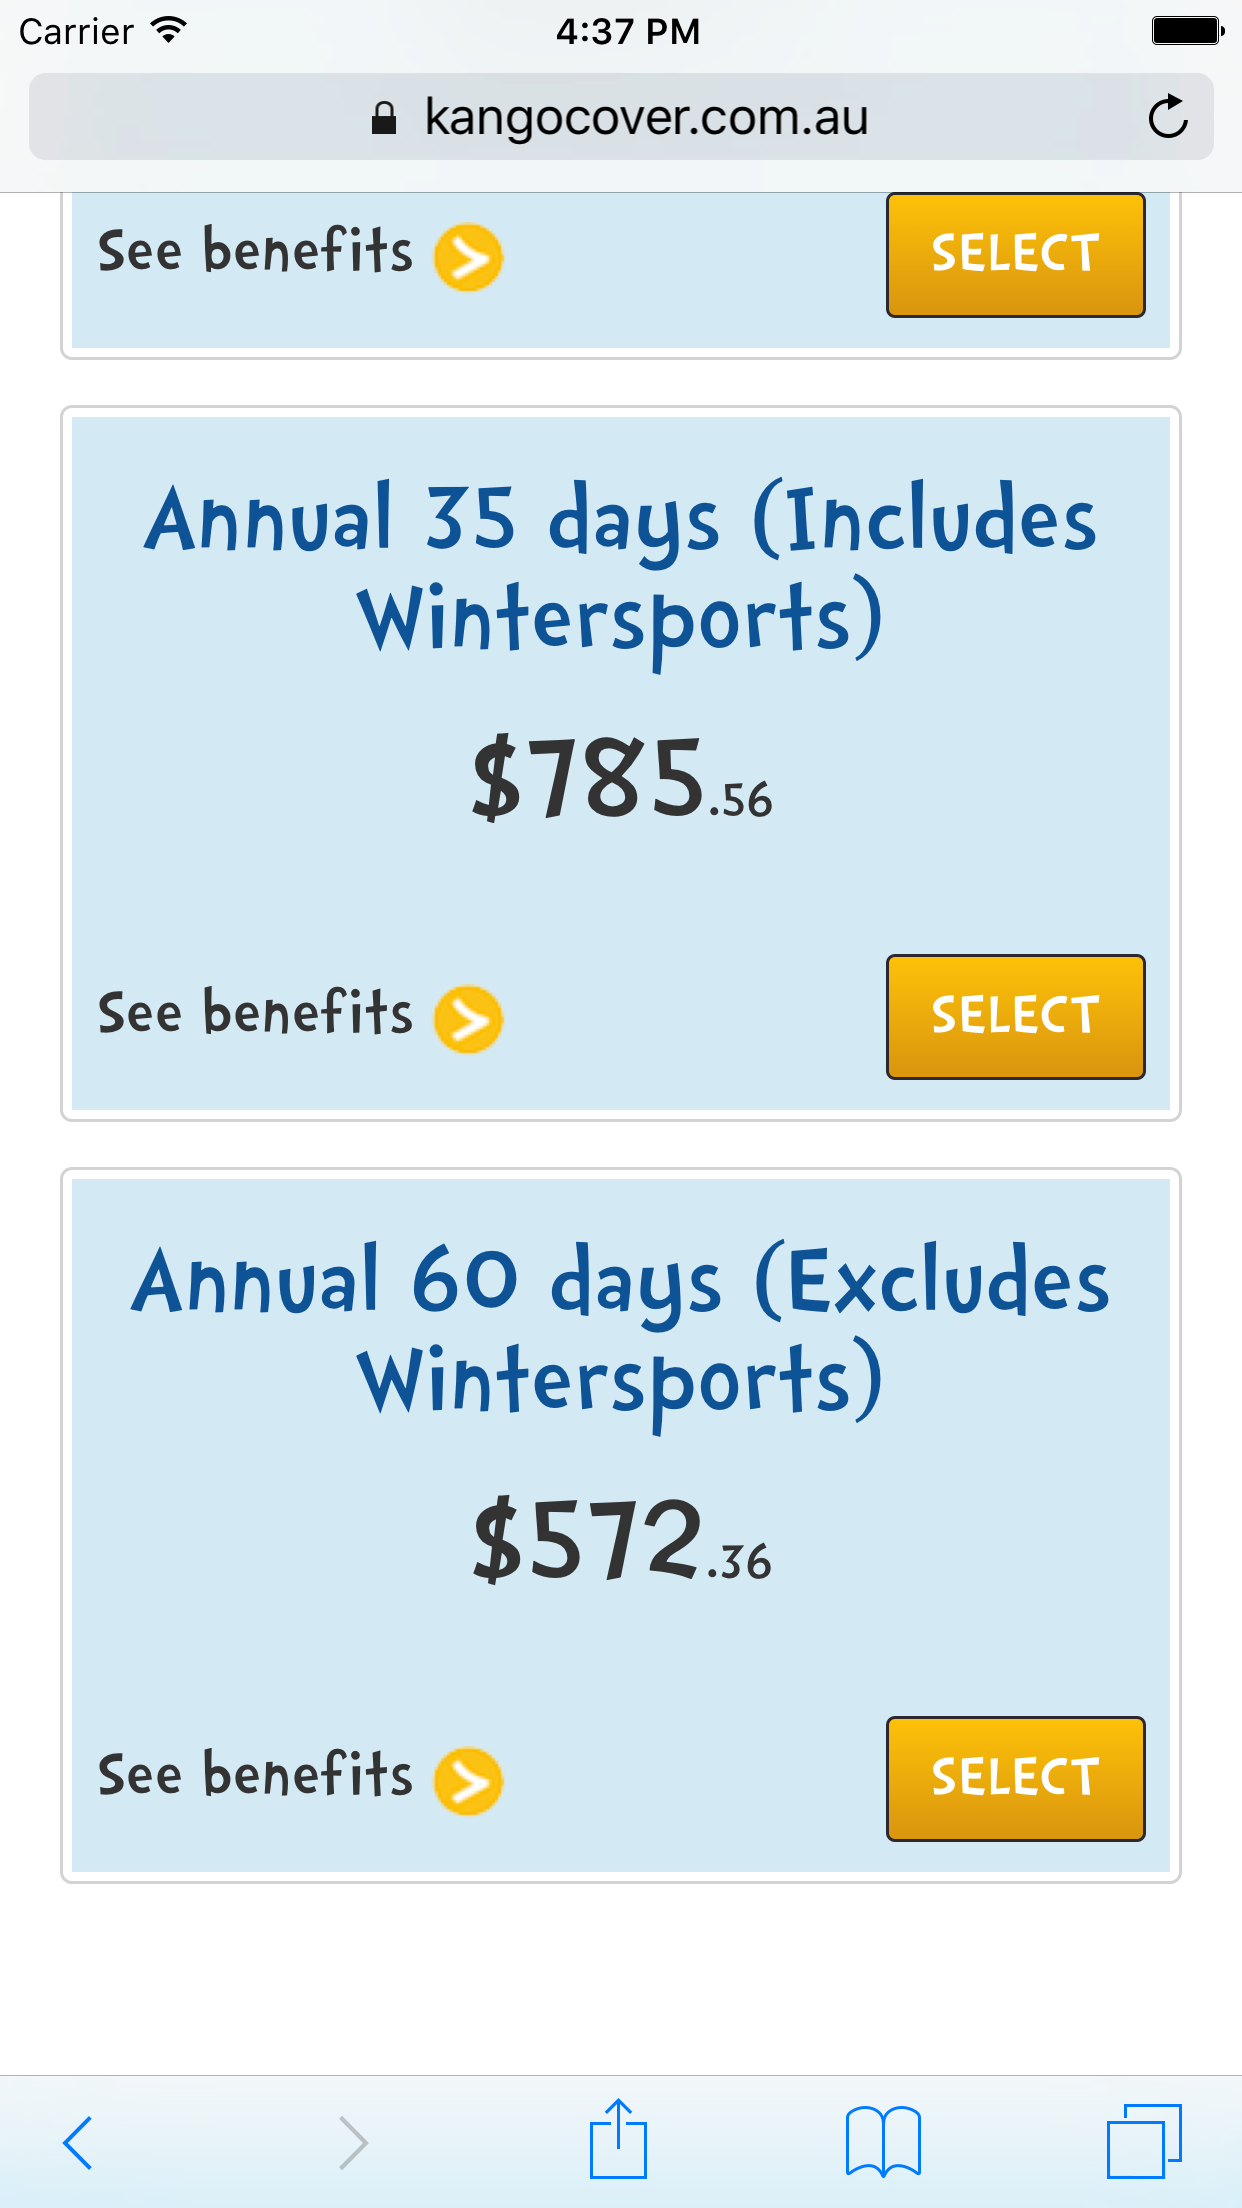 Carrier 4:37 PM
kangocover.com.au
See benefits SELECT
Annual 35 days (Includes
Wintersports)
$785.56
See benefits SELECT
Annual 60 days (Excludes
Wintersports)
$572.36
See benefits SELECT